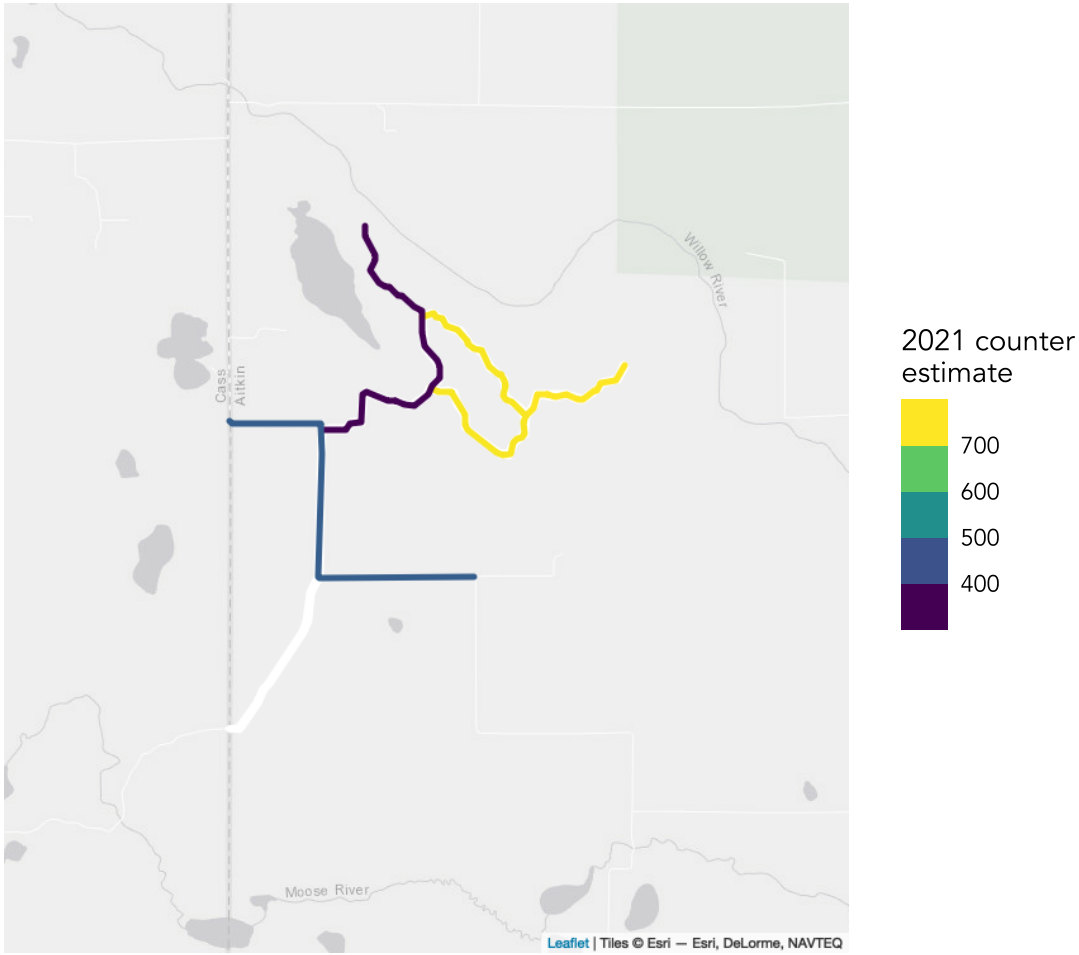 Willow River
2021 counter
estimate
Cass
Aitkin
700
600
500
400
Moose River
Leaflet | Tiles © Esri — Esri, DeLorme, NAVTEQ